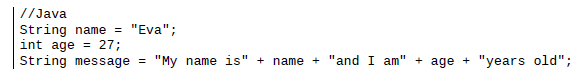 //Java
String name = "Eva";
int age = 27;
String message = "My name is" + name + "and I am" + age + "years old";